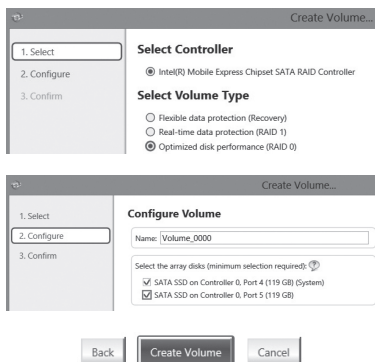 Create Volume...
1. Select
2. Configure
3. Confirm
Select Controller
Intel(R) Mobile Express Chipset SATA RAID Controller
Select Volume Type
Flexible data protection (Recovery)
Real-time data protection (RAID 1)
Optimized disk performance (RAID 0)
Create Volume...
1. Select
2. Configure
3. Confirm
Configure Volume
Name: Volume_0000
Select the array disks (minimum selection required): ?
SATA SSD on Controller 0, Port 4 (119 GB) (System)
SATA SSD on Controller 0, Port 5 (119 GB)
Back
Create Volume
Cancel